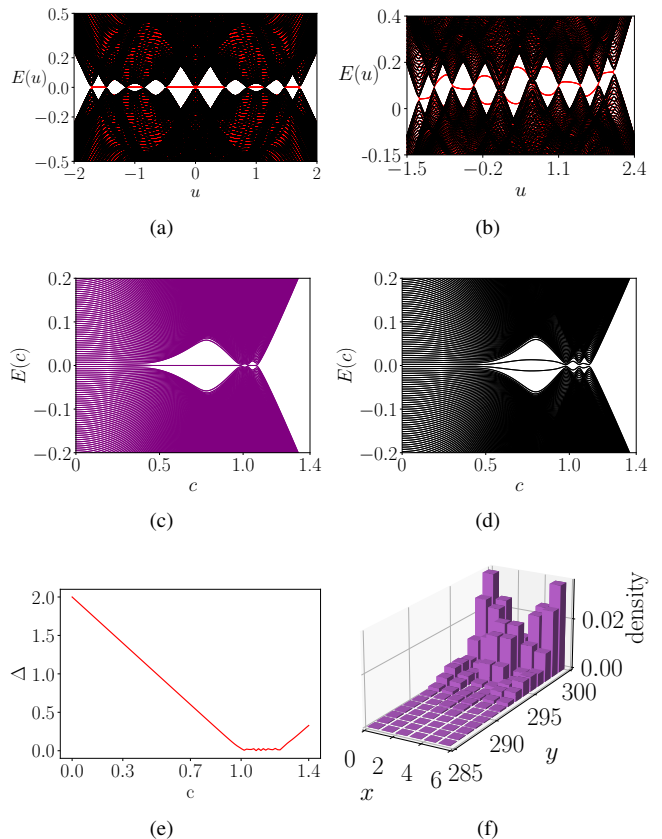 0.5
0.2
E(u)
0.0
−0.2
−0.5
−2 −1 0 1 2
u
(a)
0.4
0.2
E(u)
0
-0.15
−1.5 −0.2 1.1 2.4
u
(b)
0.2
0.1
E(c)
0.0
−0.1
−0.2
0 0.5 1.0 1.4
c
(c)
0.2
0.1
E(c)
0.0
−0.1
−0.2
0 0.5 1.0 1.4
c
(d)
2.0
1.5
Δ
1.0
0.5
0.0
0.0 0.3 0.7 1.0 1.4
c
(e)
density
0.02
0.00
300
295
290
285
y
0 2 4 6
x
(f)